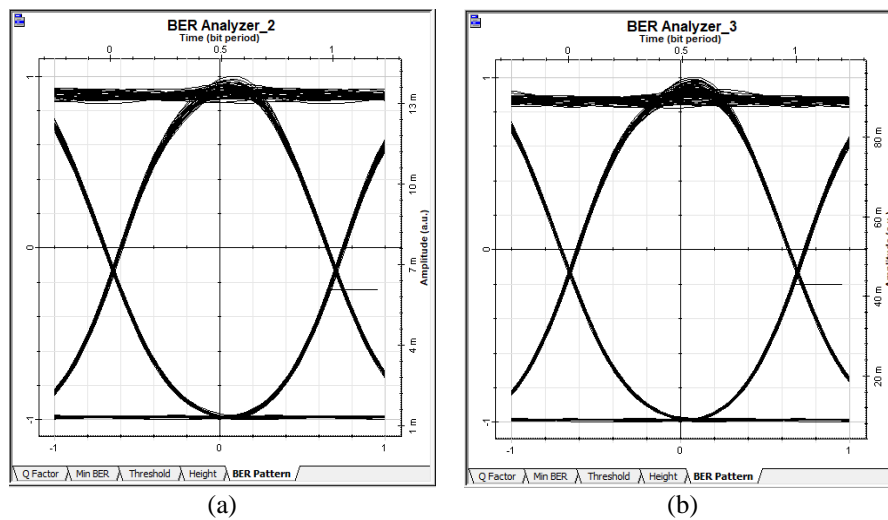 BER Analyzer_2
Time (bit period)
0 0.5 1
1
0
-1
13 m
10 m
7 m
4 m
1 m
Amplitude (a.u.)
-1 0 1
Q Factor Min BER Threshold Height BER Pattern
(a)
BER Analyzer_3
Time (bit period)
0 0.5 1
1
0
-1
80 m
60 m
40 m
20 m
Amplitude (a.u.)
-1 0 1
Q Factor Min BER Threshold Height BER Pattern
(b)